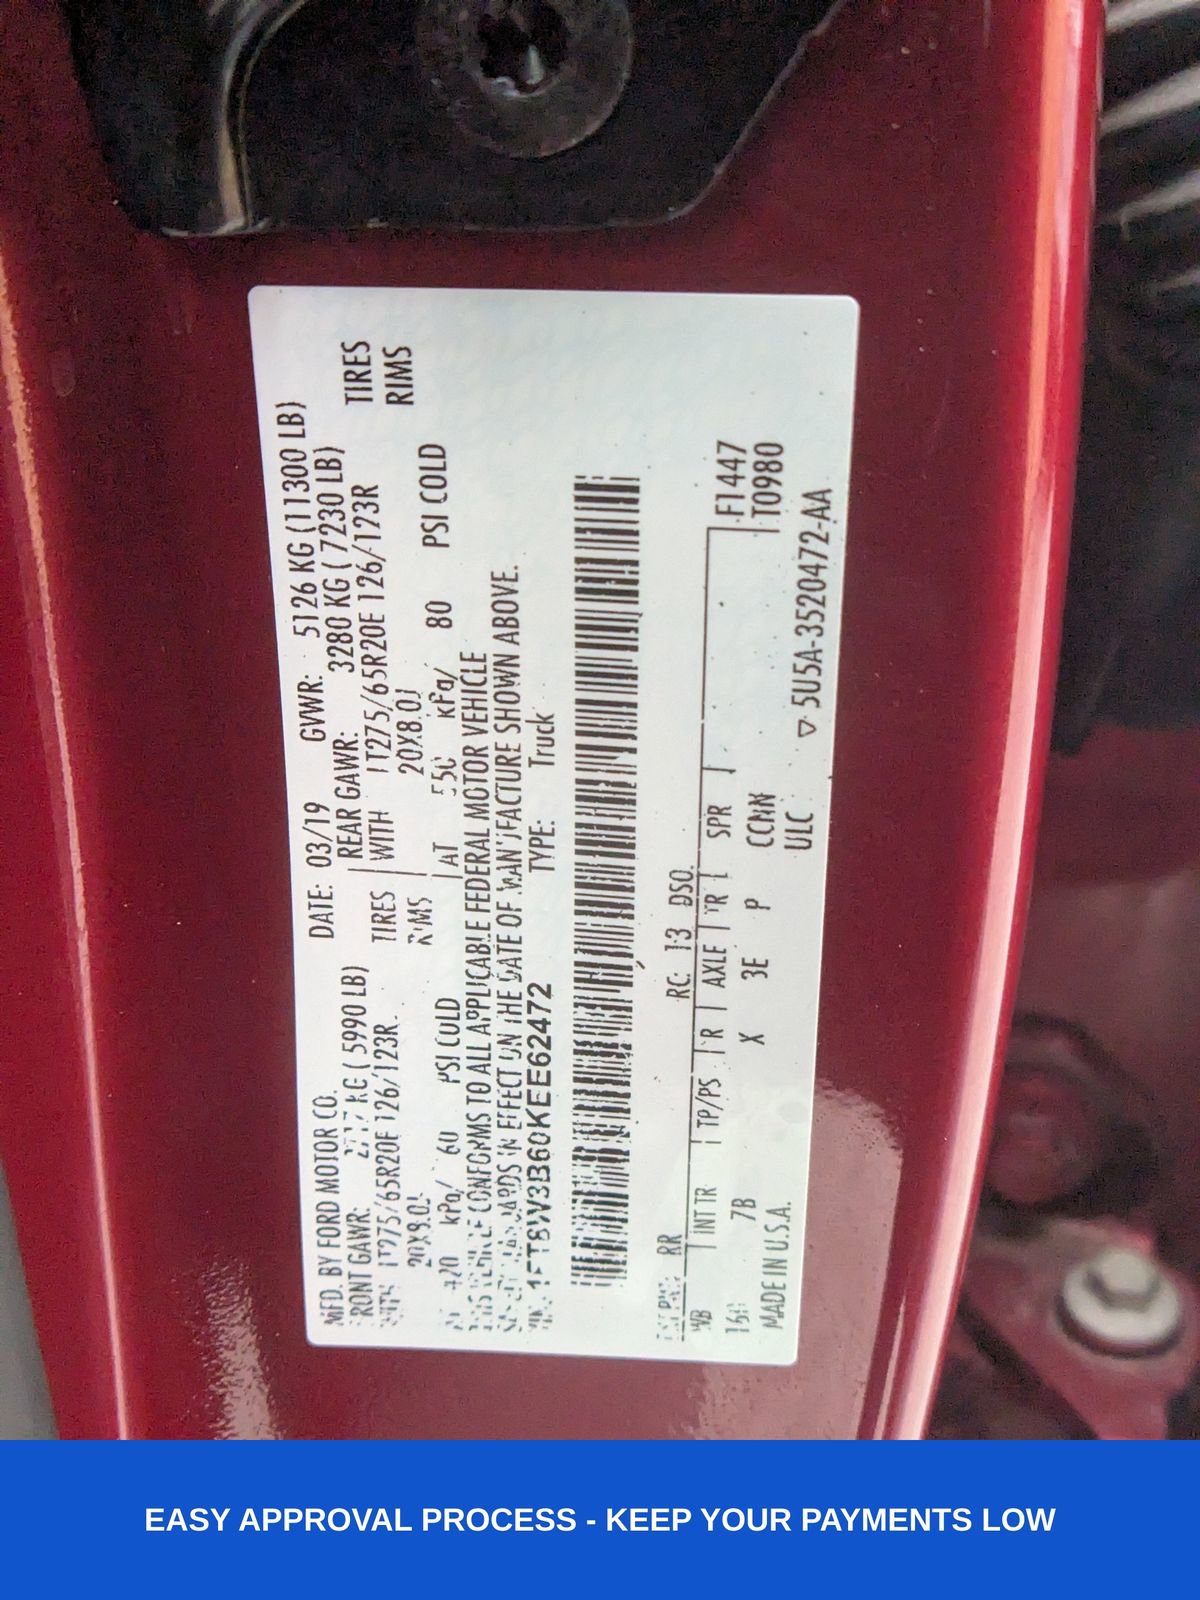 MFD. BY FORD MOTOR CO. DATE: 03/19 GVWR: 5126 KG (11300 LB)
FRONT GAWR: KG ( 5990 LB) REAR GAWR: 3280 KG ( 7230 LB)
LT275/65R20E 126/123R TIRES WITH LT275/65R20E 126/123R TIRES
20X8.0J RIMS 20X8.0J RIMS
420 kPa/ 60 PSI COLD AT 550 kPa/ 80 PSI COLD
CONFORMS TO ALL APPLICABLE FEDERAL MOTOR VEHICLE
IN EFFECT ON THE DATE OF MANUFACTURE SHOWN ABOVE.
1FT8W3B60KEE62472 TYPE: Truck
RR RC: 13 DSO:
WB INT TR TP/PS R AXLE TR SPR F1447
7B X 3E P CCNN T0980
MADE IN U.S.A. ULC 5U5A-3520472-AA
EASY APPROVAL PROCESS - KEEP YOUR PAYMENTS LOW